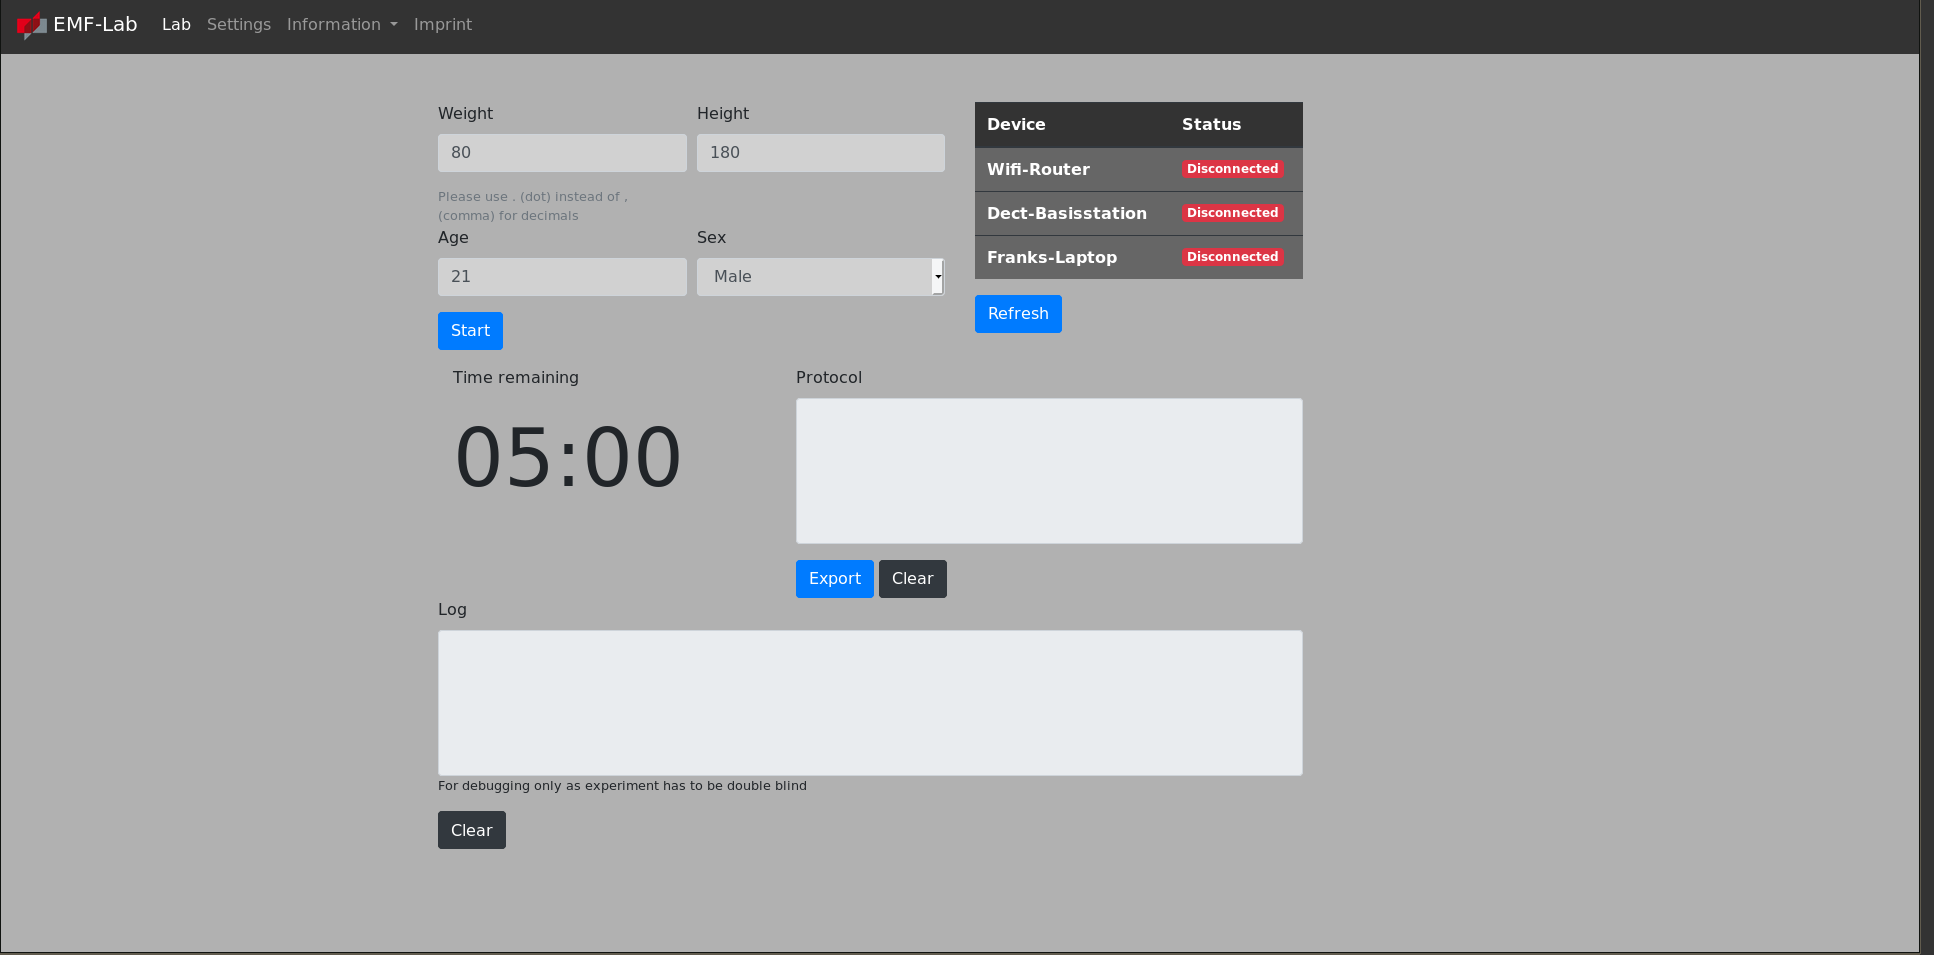 EMF-Lab Lab Settings Information Imprint
Weight Height
80 180
Please use . (dot) instead of ,
(comma) for decimals
Age Sex
21 Male
Start
Device Status
Wifi-Router Disconnected
Dect-Basisstation Disconnected
Franks-Laptop Disconnected
Refresh
Time remaining
05:00
Protocol
Export Clear
Log
For debugging only as experiment has to be double blind
Clear